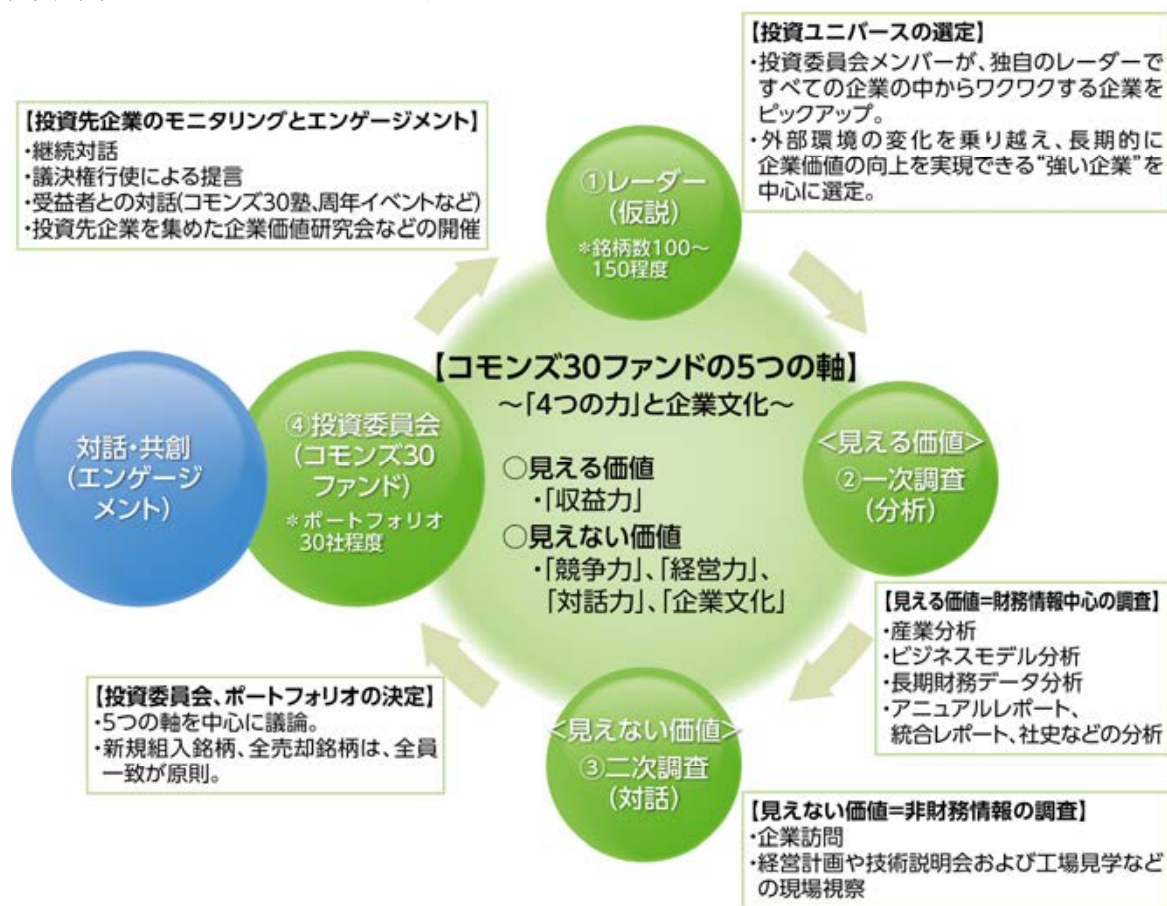 【投資ユニバースの選定】
・投資委員会メンバーが、独自のレーダーで
すべての企業の中からワクワクする企業を
ピックアップ。
・外部環境の変化を乗り越え、長期的に
企業価値の向上を実現できる“強い企業”を
中心に選定。
【投資先企業のモニタリングとエンゲージメント】
・継続対話
・議決権行使による提言
・受益者との対話(コモンズ30塾、周年イベントなど)
・投資先企業を集めた企業価値研究会などの開催
①レーダー
(仮説)
＊銘柄数100～
150程度
【コモンズ30ファンドの5つの軸】
～「4つの力」と企業文化～
○見える価値
・「収益力」
○見えない価値
・「競争力」、「経営力」、
「対話力」、「企業文化」
対話・共創
(エンゲージ
メント)
④投資委員会
(コモンズ30
ファンド)
＊ポートフォリオ
30社程度
<見える価値>
②一次調査
(分析)
【見える価値=財務情報中心の調査】
・産業分析
・ビジネスモデル分析
・長期財務データ分析
・アニュアルレポート、
統合レポート、社史などの分析
【投資委員会、ポートフォリオの決定】
・5つの軸を中心に議論。
・新規組入銘柄、全売却銘柄は、全員
一致が原則。
<見えない価値>
③二次調査
(対話)
【見えない価値=非財務情報の調査】
・企業訪問
・経営計画や技術説明会および工場見学など
の現場視察